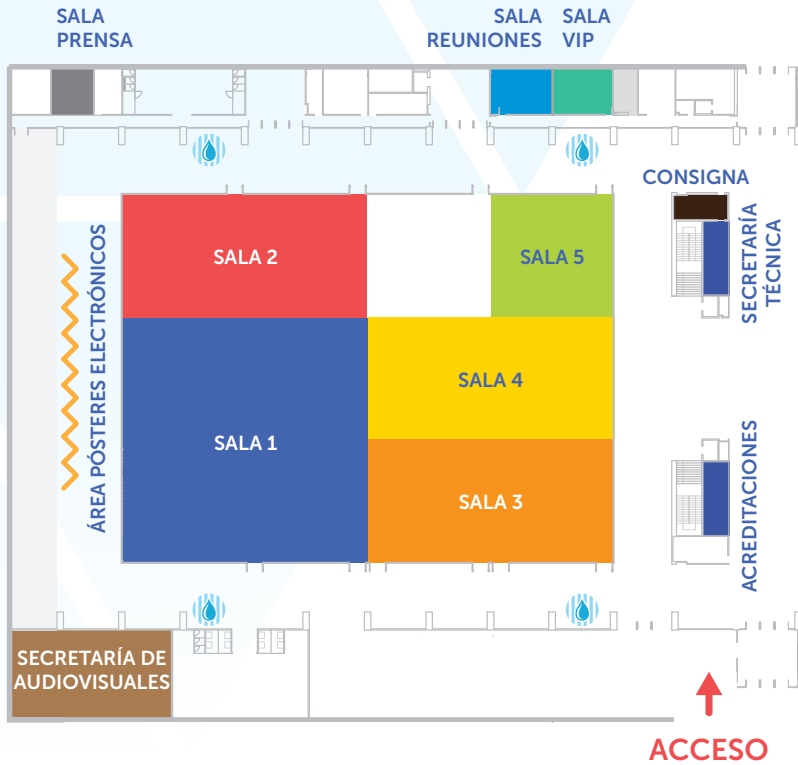 SALA
PRENSA
SALA
REUNIONES
SALA
VIP
CONSIGNA
SECRETARÍA
TÉCNICA
SALA 2
SALA 5
ÁREA PÓSTERES ELECTRÓNICOS
SALA 4
SALA 1
SALA 3
ACREDITACIONES
SECRETARÍA DE
AUDIOVISUALES
ACCESO